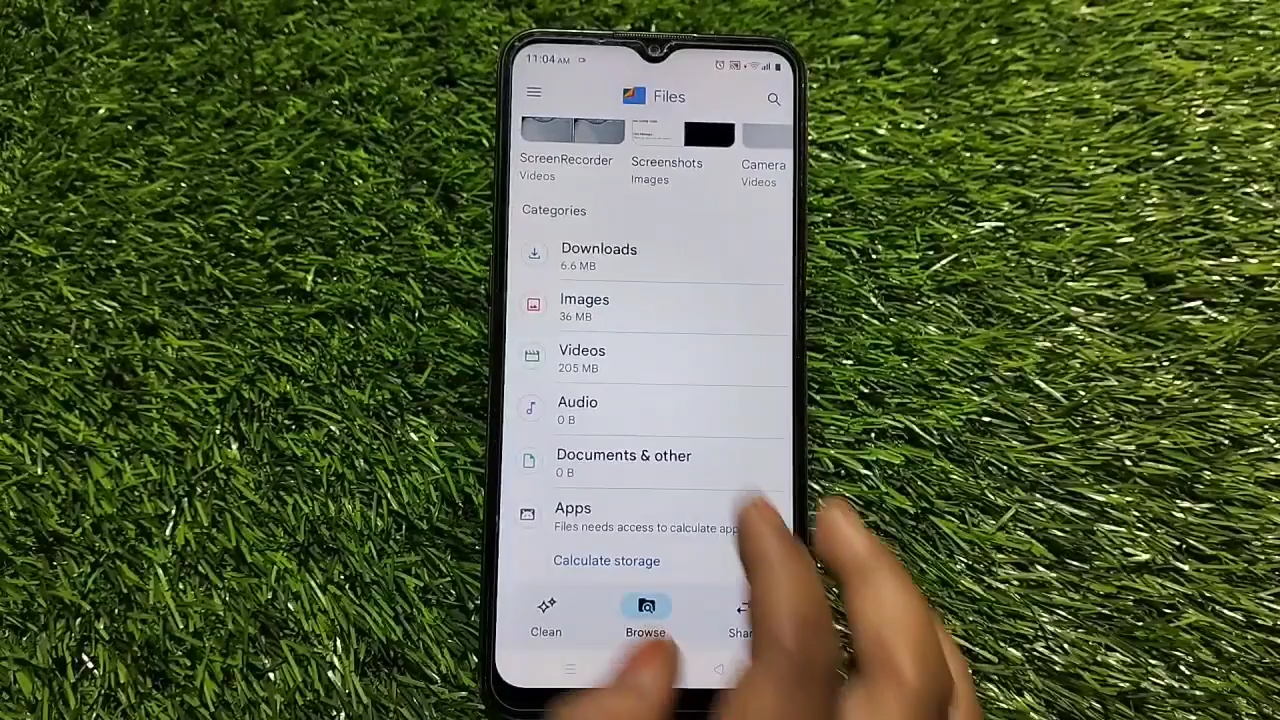 11:04 AM
Files
ScreenRecorder
Videos
Screenshots
Images
Camera
Videos
Categories
Downloads
6.6 MB
Images
36 MB
Videos
205 MB
Audio
0 B
Documents & other
0 B
Apps
Files needs access to calculate app
Calculate storage
Clean
Browse
Shar